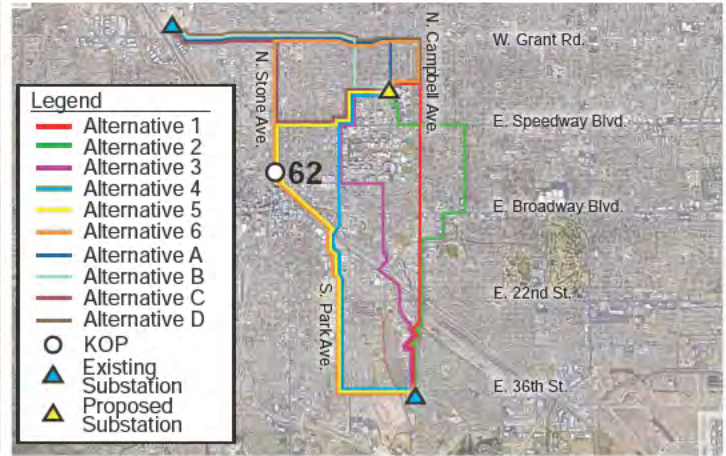 W. Grant Rd.
N. Campbell Ave.
N. Stone Ave.
E. Speedway Blvd.
62
E. Broadway Blvd.
E. 22nd St.
S. Park Ave.
E. 36th St.
Legend
Alternative 1
Alternative 2
Alternative 3
Alternative 4
Alternative 5
Alternative 6
Alternative A
Alternative B
Alternative C
Alternative D
KOP
Existing
Substation
Proposed
Substation